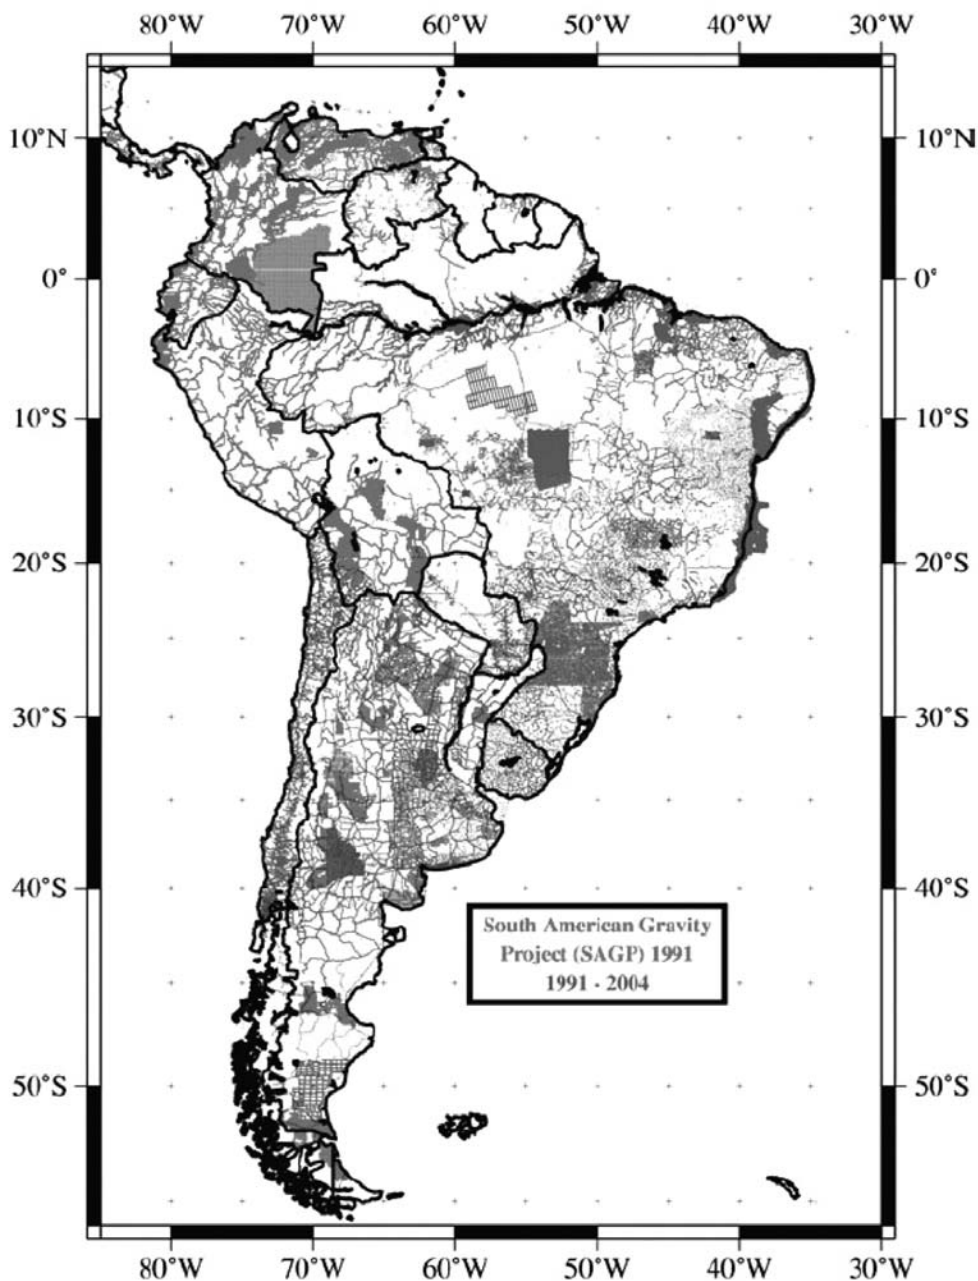 80°W 70°W 60°W 50°W 40°W 30°W
10°N 10°N
0° 0°
10°S 10°S
20°S 20°S
30°S 30°S
40°S 40°S
South American Gravity
Project (SAGP) 1991
1991 - 2004
50°S 50°S
80°W 70°W 60°W 50°W 40°W 30°W